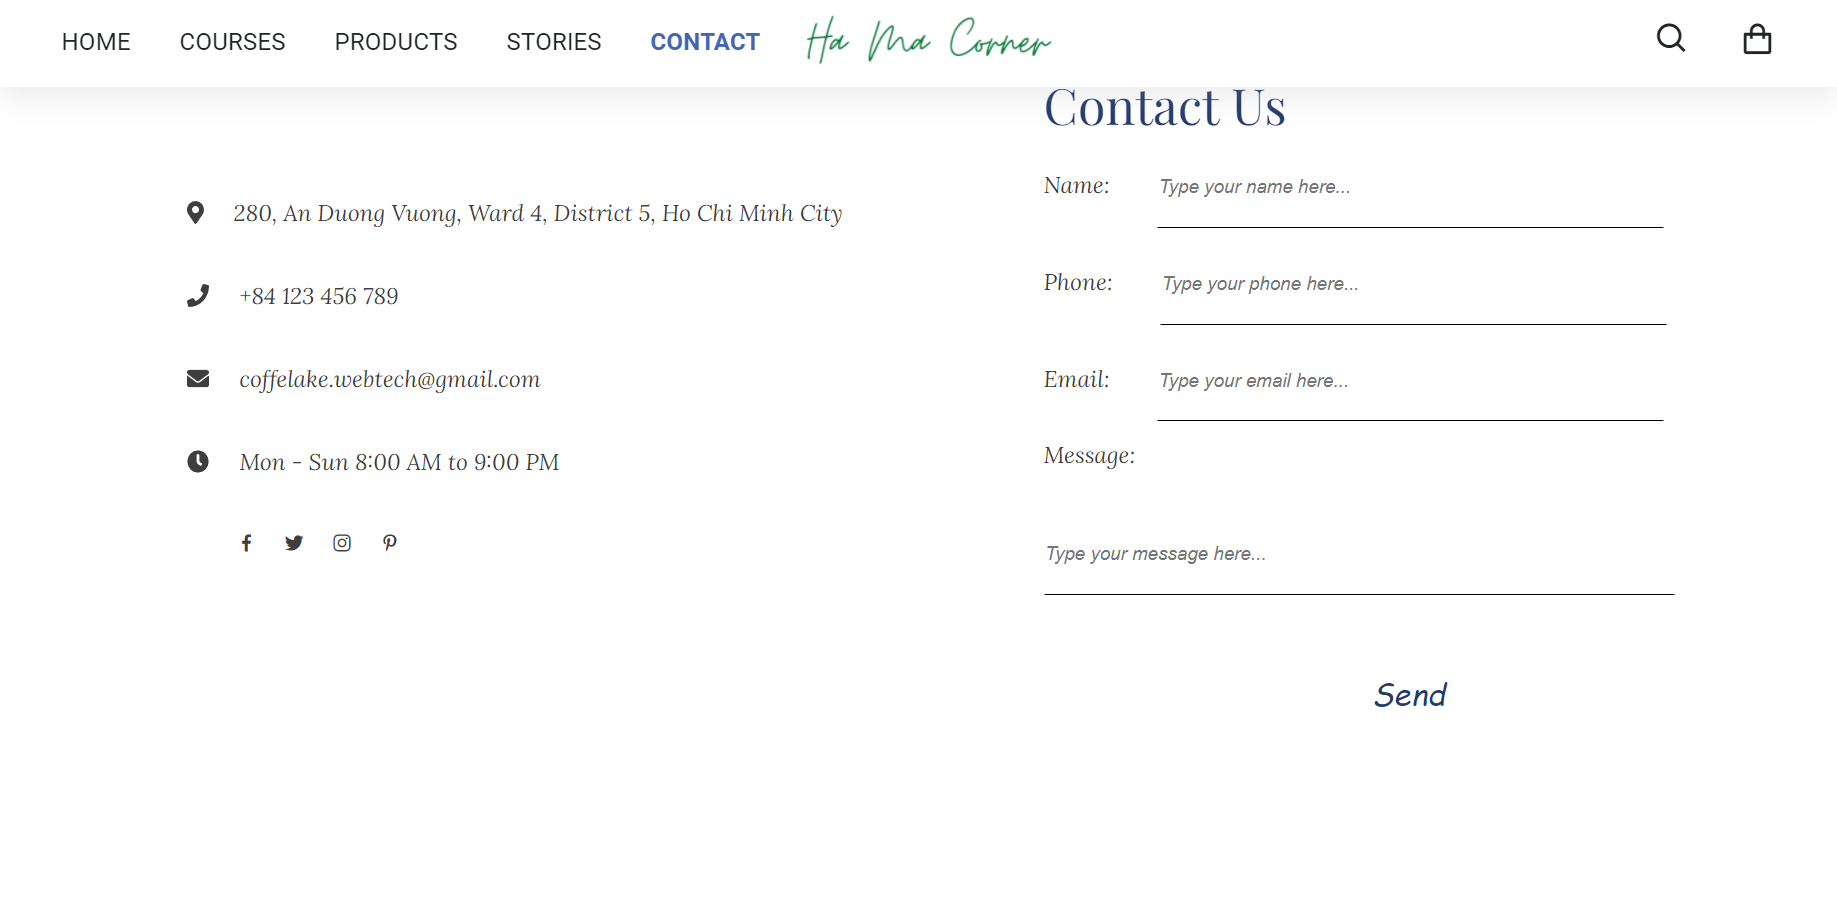 HOME COURSES PRODUCTS STORIES CONTACT Ha Ma Corner
280, An Duong Vuong, Ward 4, District 5, Ho Chi Minh City
+84 123 456 789
coffelake.webtech@gmail.com
Mon - Sun 8:00 AM to 9:00 PM
Contact Us
Name: Type your name here...
Phone: Type your phone here...
Email: Type your email here...
Message:
Type your message here...
Send